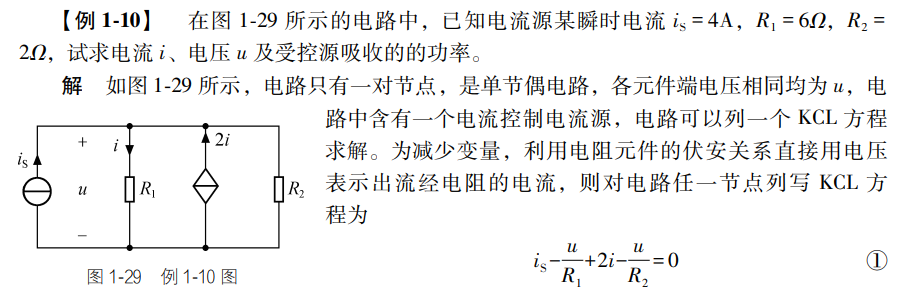 【例1-10】 在图1-29所示的电路中，已知电流源某瞬时电流 iS = 4A，R1 = 6Ω，R2 =
2Ω，试求电流 i、电压 u 及受控源吸收的的功率。
解 如图1-29所示，电路只有一对节点，是单节偶电路，各元件端电压相同均为 u，电
路中含有一个电流控制电流源，电路可以列一个 KCL 方程
求解。为减少变量，利用电阻元件的伏安关系直接用电压
表示出流经电阻的电流，则对电路任一节点列写 KCL 方
程为
iS - u/R1 + 2i - u/R2 = 0 ①
iS
+
u
−
i
R1
2i
R2
图1-29 例1-10图